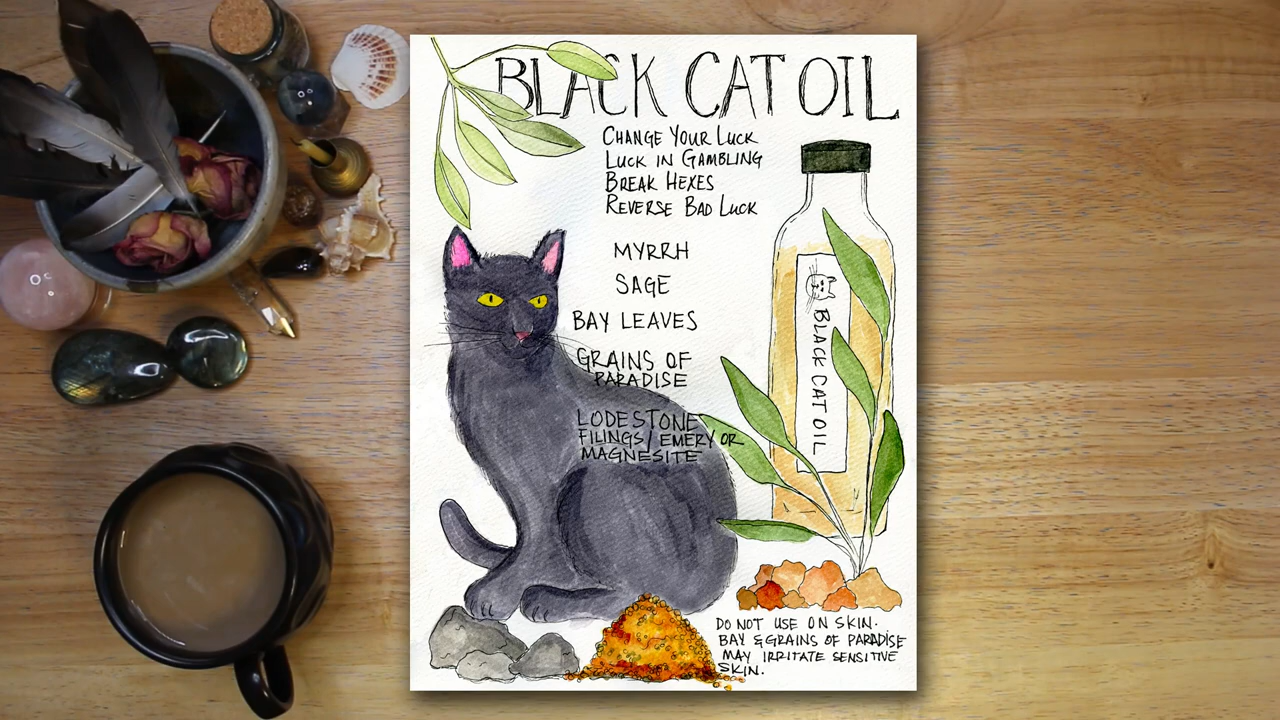 BLACK CAT OIL
CHANGE YOUR LUCK
LUCK IN GAMBLING
BREAK HEXES
REVERSE BAD LUCK
MYRRH
SAGE
BAY LEAVES
GRAINS OF
PARADISE
LODESTONE
FILINGS/EMERY OR
MAGNESITE
BLACK CAT OIL
DO NOT USE ON SKIN.
BAY & GRAINS OF PARADISE
MAY IRRITATE SENSITIVE
SKIN.